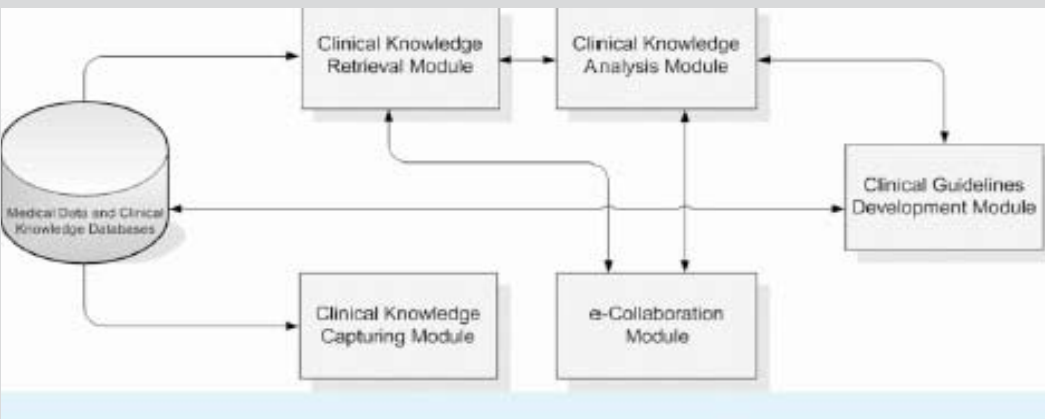 Clinical Knowledge
Retrieval Module
Clinical Knowledge
Analysis Module
Clinical Guidelines
Development Module
Medical Data and Clinical
Knowledge Databases
Clinical Knowledge
Capturing Module
e-Collaboration
Module